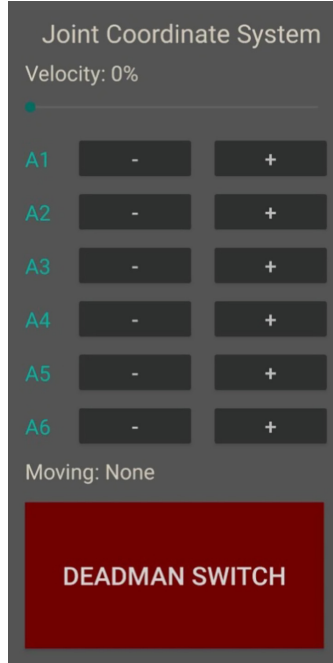 Joint Coordinate System
Velocity: 0%
A1 - +
A2 - +
A3 - +
A4 - +
A5 - +
A6 - +
Moving: None
DEADMAN SWITCH